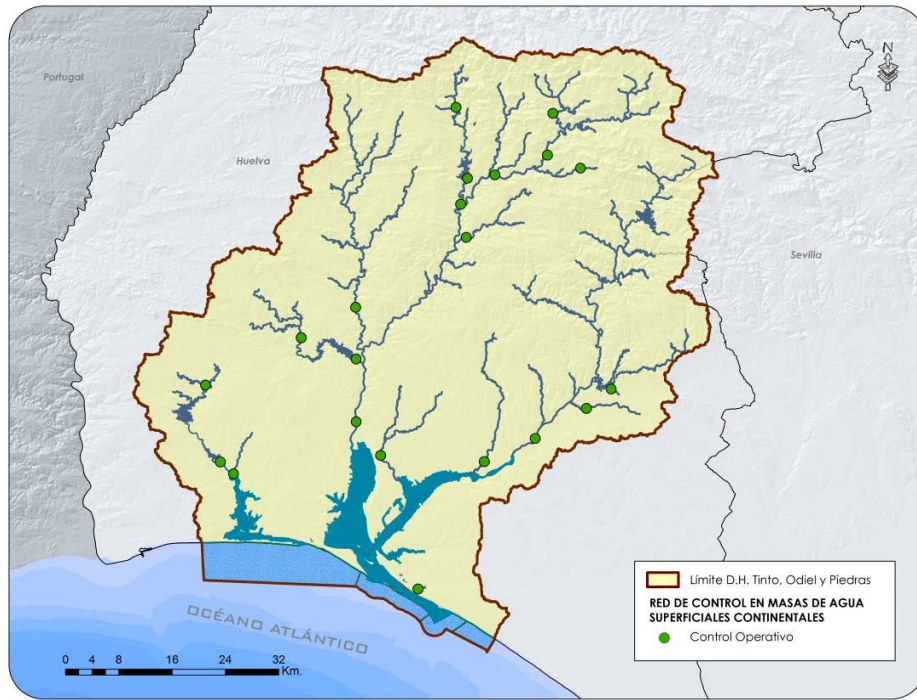 Portugal
N
Huelva
Sevilla
OCÉANO ATLÁNTICO
0 4 8 16 24 32
Km.
Límite D.H. Tinto, Odiel y Piedras
RED DE CONTROL EN MASAS DE AGUA
SUPERFICIALES CONTINENTALES
Control Operativo